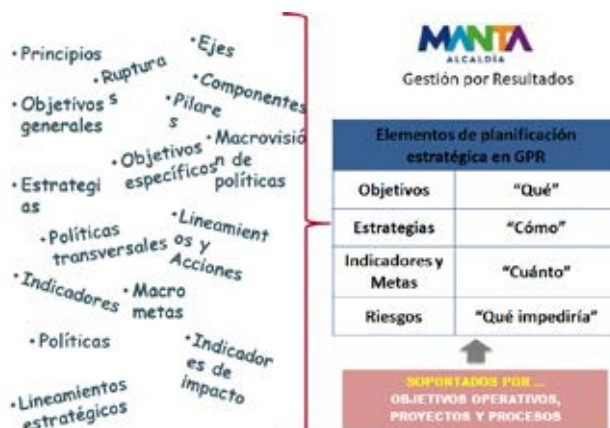 • Principios
• Ruptura
s
• Ejes
• Componentes
• Objetivos
generales
• Pilare
s
• Objetivos
específicos
• Macrovisió
n de
políticas
• Estrategi
as
• Políticas
transversales
• Lineamient
os y
Acciones
• Indicadores
• Macro
metas
• Políticas
• Indicador
es de
impacto
• Lineamientos
estratégicos
MANTA
ALCALDÍA
Gestión por Resultados
Elementos de planificación
estratégica en GPR
Objetivos "Qué"
Estrategias "Cómo"
Indicadores y
Metas "Cuánto"
Riesgos "Qué impediría"
SOPORTADOS POR ...
OBJETIVOS OPERATIVOS,
PROYECTOS Y PROCESOS